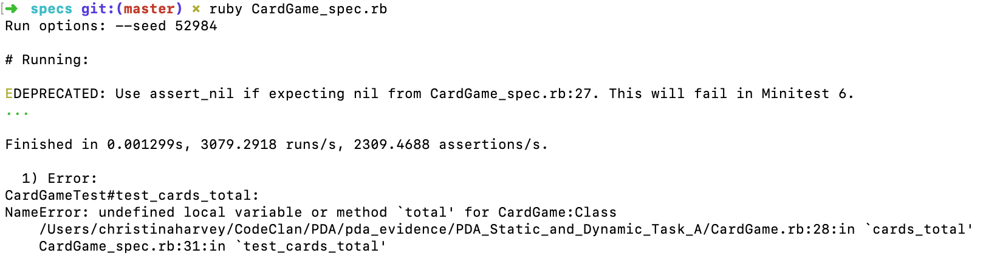 [➜ specs git:(master) × ruby CardGame_spec.rb
Run options: --seed 52984
# Running:
EDEPRECATED: Use assert_nil if expecting nil from CardGame_spec.rb:27. This will fail in Minitest 6.
...
Finished in 0.001299s, 3079.2918 runs/s, 2309.4688 assertions/s.
1) Error:
CardGameTest#test_cards_total:
NameError: undefined local variable or method `total' for CardGame:Class
/Users/christinaharvey/CodeClan/PDA/pda_evidence/PDA_Static_and_Dynamic_Task_A/CardGame.rb:28:in `cards_total'
CardGame_spec.rb:31:in `test_cards_total'